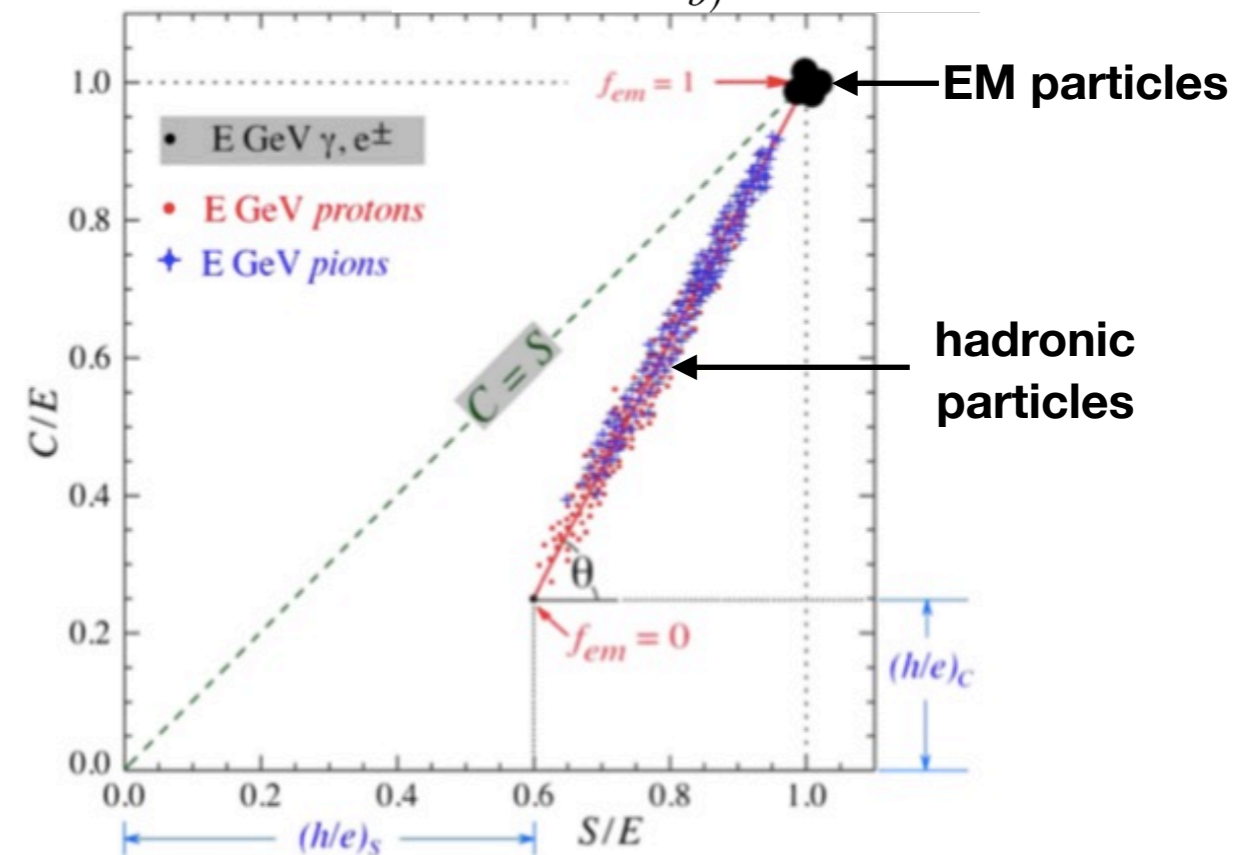 1.0
f_em = 1
EM particles
• E GeV γ, e±
• E GeV protons
+ E GeV pions
0.8
C = S
hadronic
particles
0.6
C/E
0.4
θ
f_em = 0
0.2
(h/e)_C
0.0
0.0 0.2 0.4 0.6 0.8 1.0
(h/e)_S
S/E